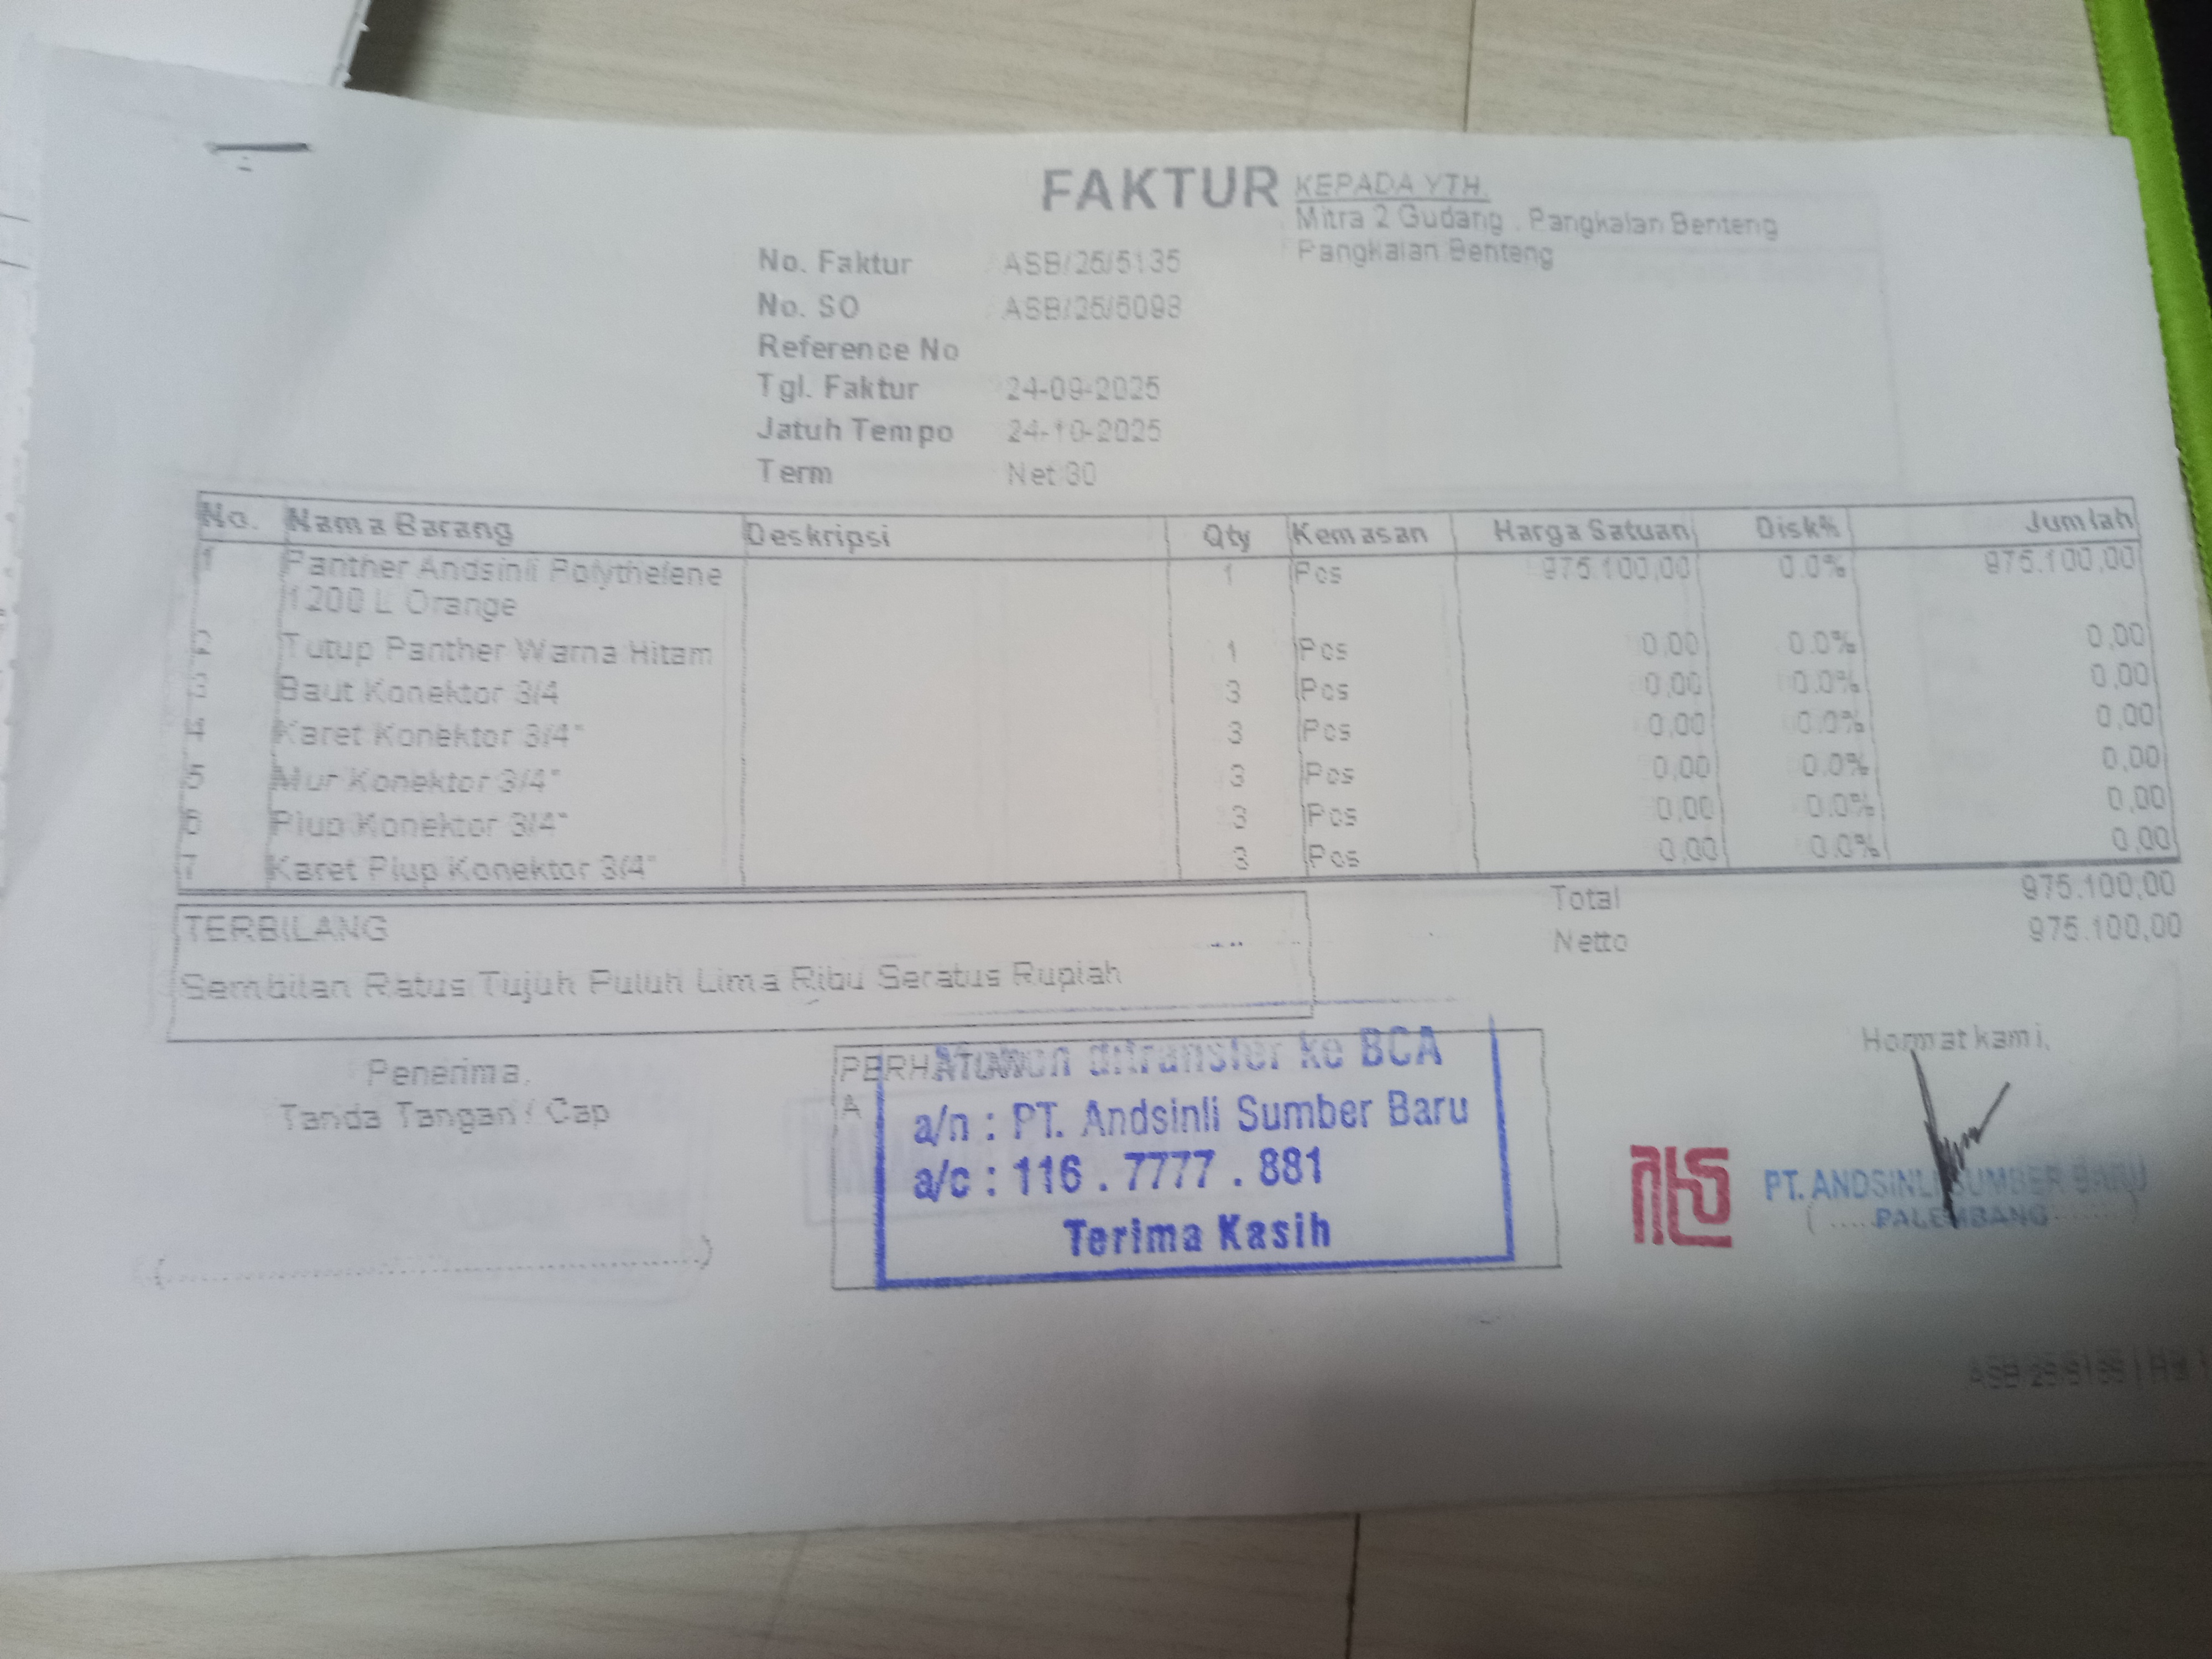 FAKTUR
KEPADA YTH.
Mitra 2 Gudang . Pangkalan Benteng
Pangkalan Benteng
No. Faktur ASB/25/5135
No. SO ASB/25/6093
Reference No
Tgl. Faktur 24-09-2025
Jatuh Tempo 24-10-2025
Term Net 30
No. Nama Barang Deskripsi Qty Kemasan Harga Satuan Disk% Jumlah
1 Panther Andsinli Polythelene 1 Pcs 975.100,00 0.0% 975.100,00
1200 L Orange
2 Tutup Panther Warna Hitam 1 Pcs 0,00 0.0% 0,00
3 Baut Konektor 3/4 3 Pcs 0,00 0.0% 0,00
4 Karet Konektor 3/4" 3 Pcs 0,00 0.0% 0,00
5 Mur Konektor 3/4" 3 Pcs 0,00 0.0% 0,00
6 Plup Konektor 3/4" 3 Pcs 0,00 0.0% 0,00
7 Karet Plup Konektor 3/4" 3 Pcs 0,00 0.0% 0,00
Total 975.100,00
Netto 975.100,00
TERBILANG
Sembilan Ratus Tujuh Puluh Lima Ribu Seratus Rupiah
Penerima,
Tanda Tangan / Cap
ditransfer ke BCA
a/n : PT. Andsinli Sumber Baru
a/c : 116 . 7777 . 881
Terima Kasih
Hormat kami,
PT. ANDSINLI SUMBER BARU
PALEMBANG